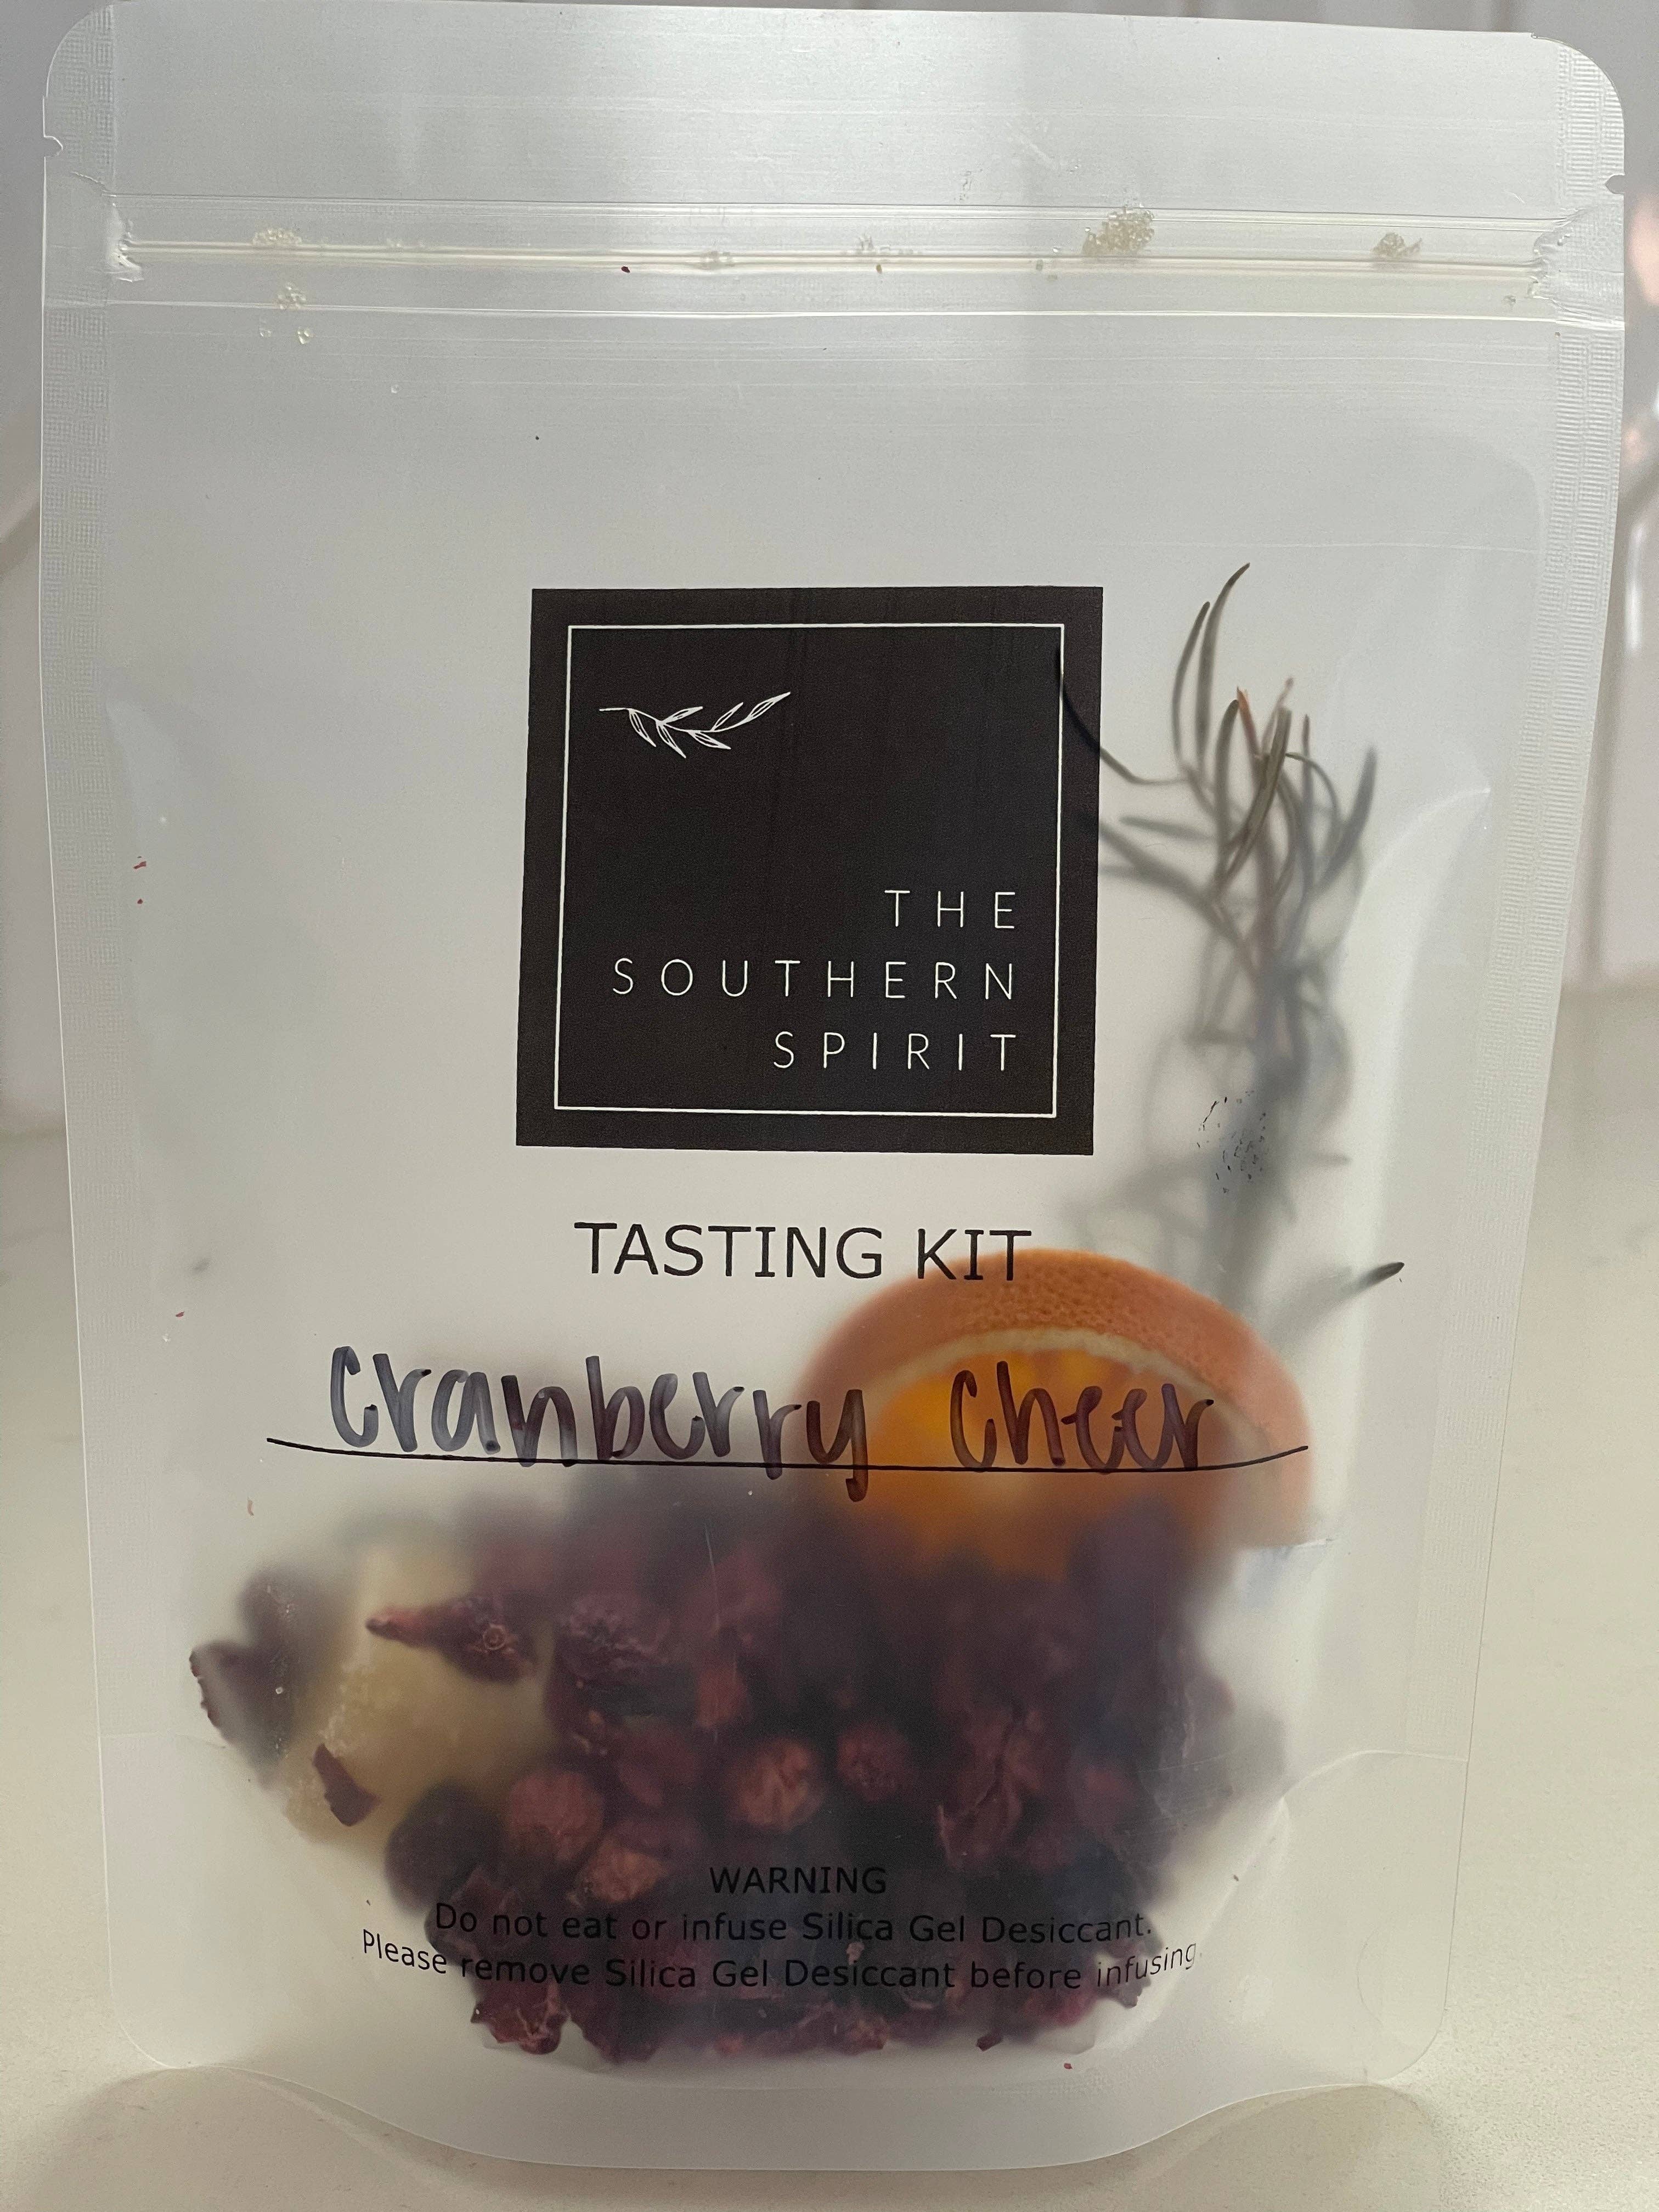 THE
SOUTHERN
SPIRIT
TASTING KIT
cranberry cheer
WARNING
Do not eat or infuse Silica Gel Desiccant.
Please remove Silica Gel Desiccant before infusing.